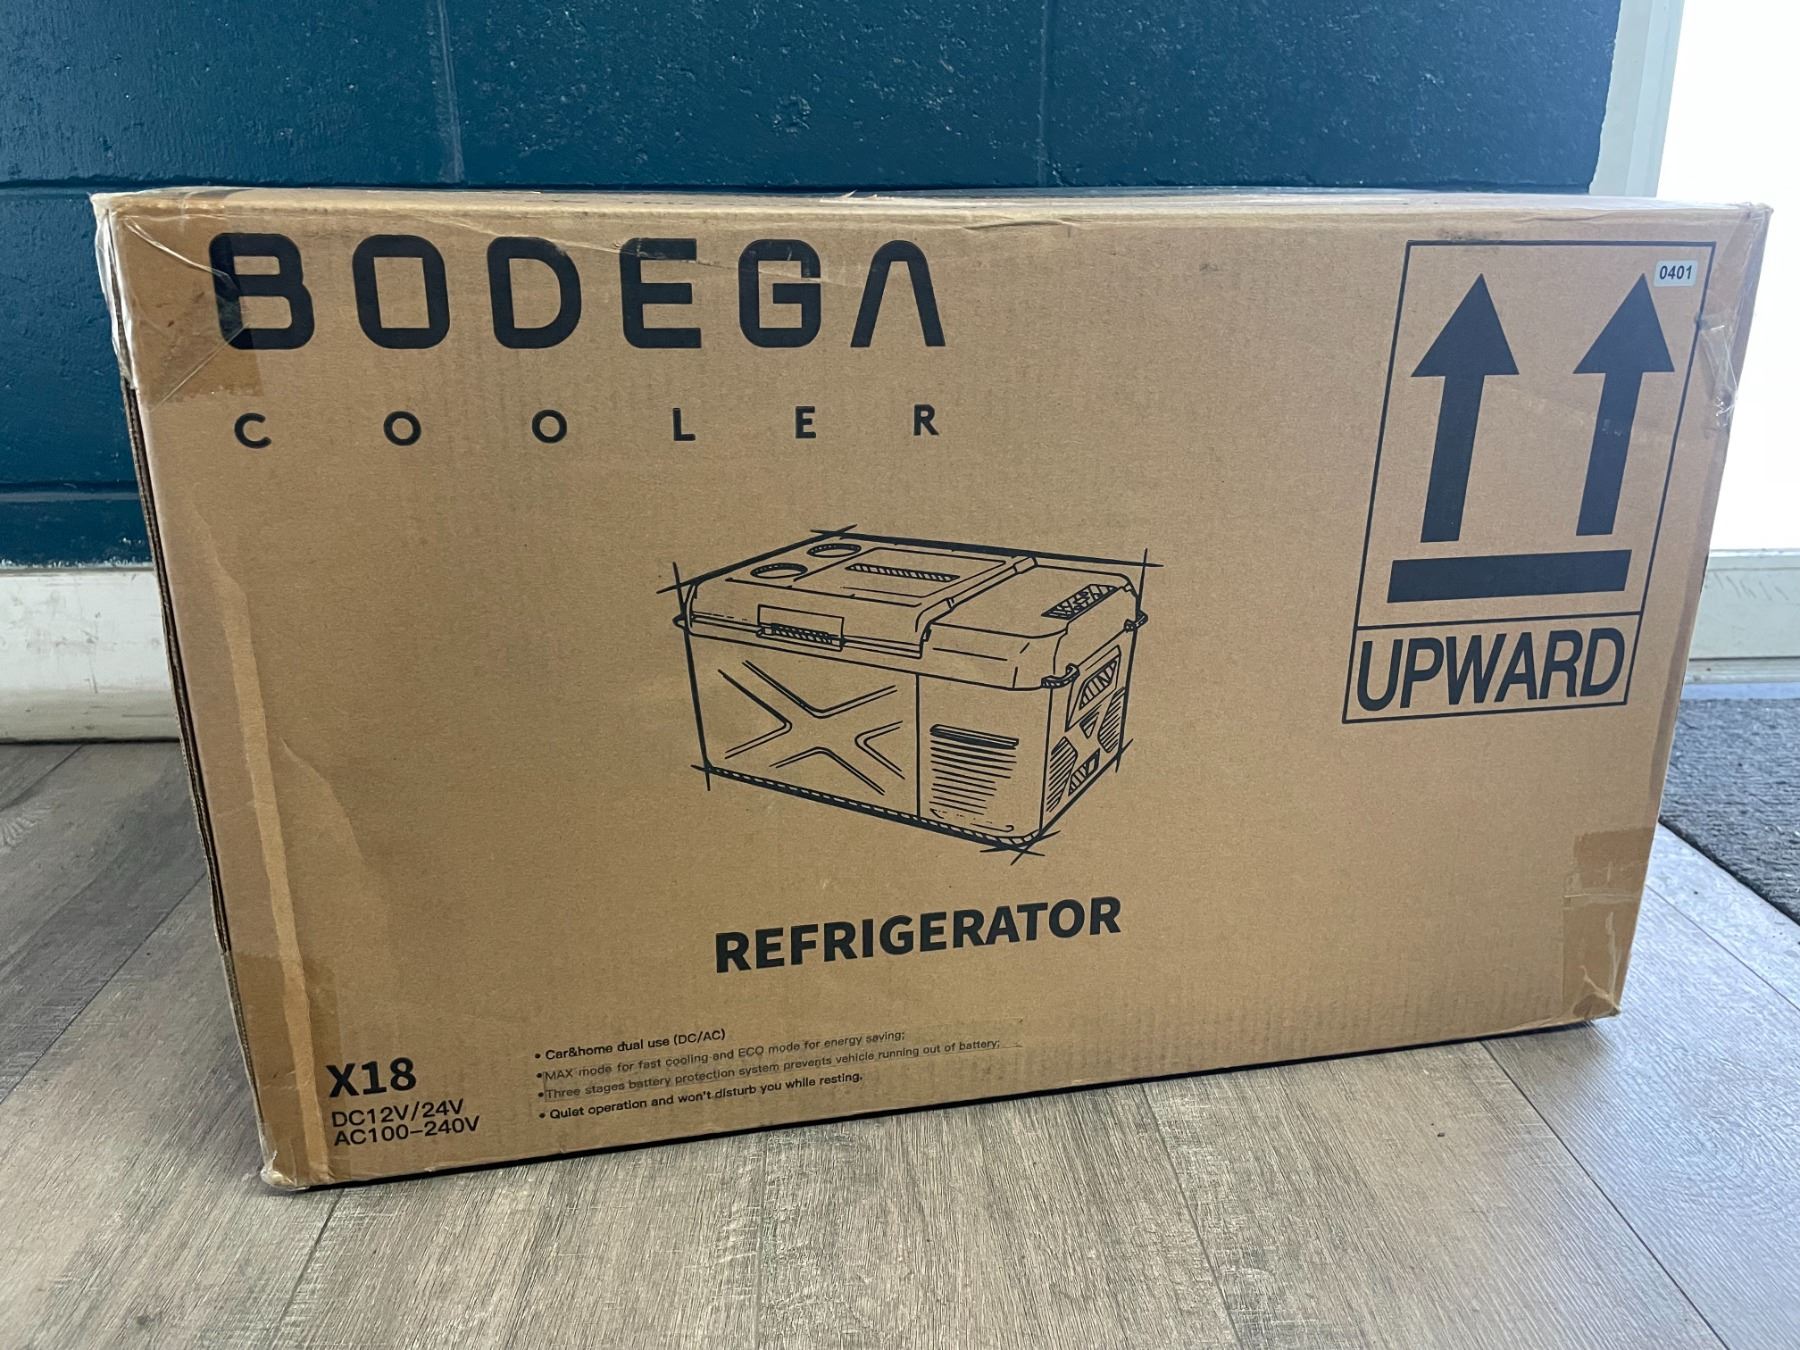 BODEGA
COOLER
0401
UPWARD
REFRIGERATOR
X18
DC12V/24V
AC100-240V
• Car&home dual use (DC/AC)
• MAX mode for fast cooling and ECO mode for energy saving;
• Three stages battery protection system prevents vehicle running out of battery;
• Quiet operation and won't disturb you while resting.